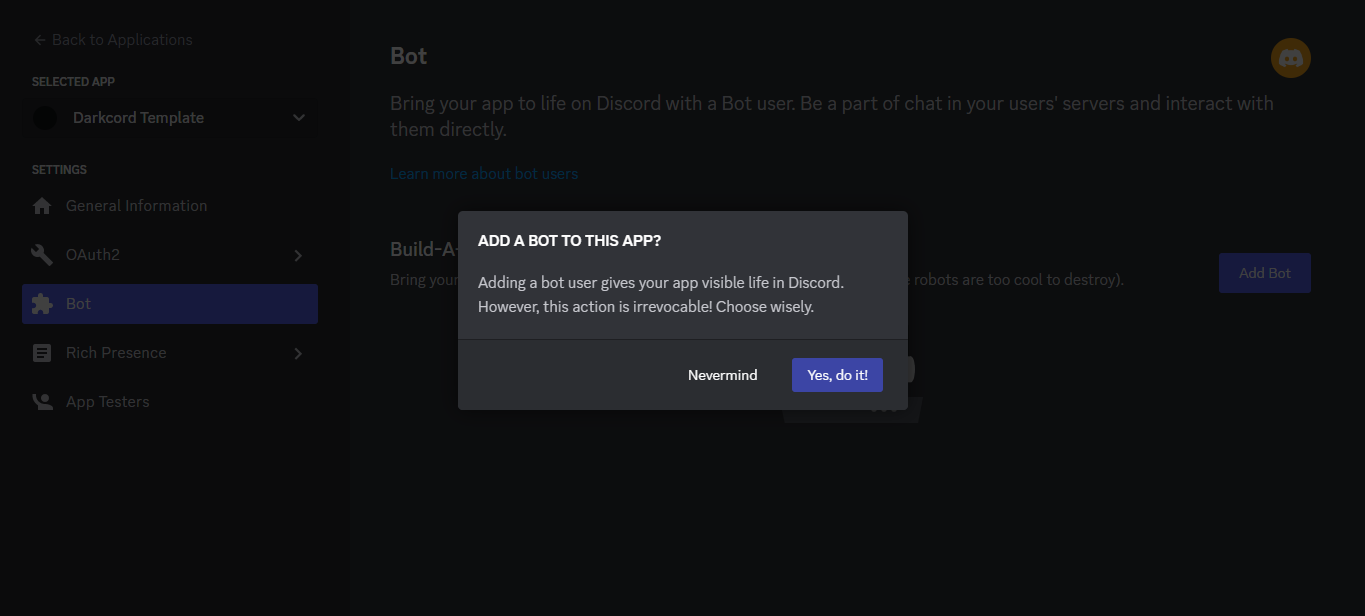 Back to Applications
SELECTED APP
Darkcord Template
SETTINGS
General Information
OAuth2
Bot
Rich Presence
App Testers
Bot
Bring your app to life on Discord with a Bot user. Be a part of chat in your users' servers and interact with
them directly.
Learn more about bot users
Build-A-
Bring your
e robots are too cool to destroy).
Add Bot
ADD A BOT TO THIS APP?
Adding a bot user gives your app visible life in Discord.
However, this action is irrevocable! Choose wisely.
Nevermind
Yes, do it!